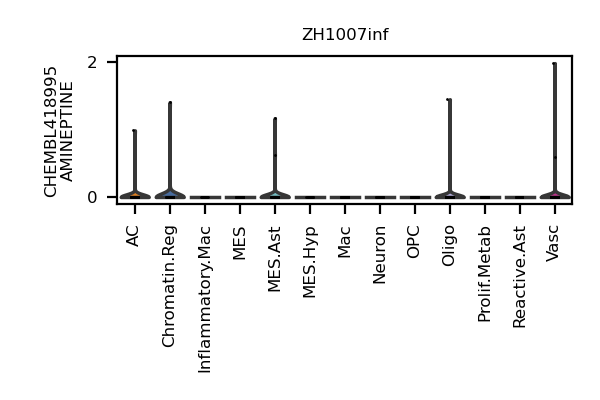 ZH1007inf
CHEMBL418995
AMINEPTINE
2
0
AC
Chromatin.Reg
Inflammatory.Mac
MES
MES.Ast
MES.Hyp
Mac
Neuron
OPC
Oligo
Prolif.Metab
Reactive.Ast
Vasc